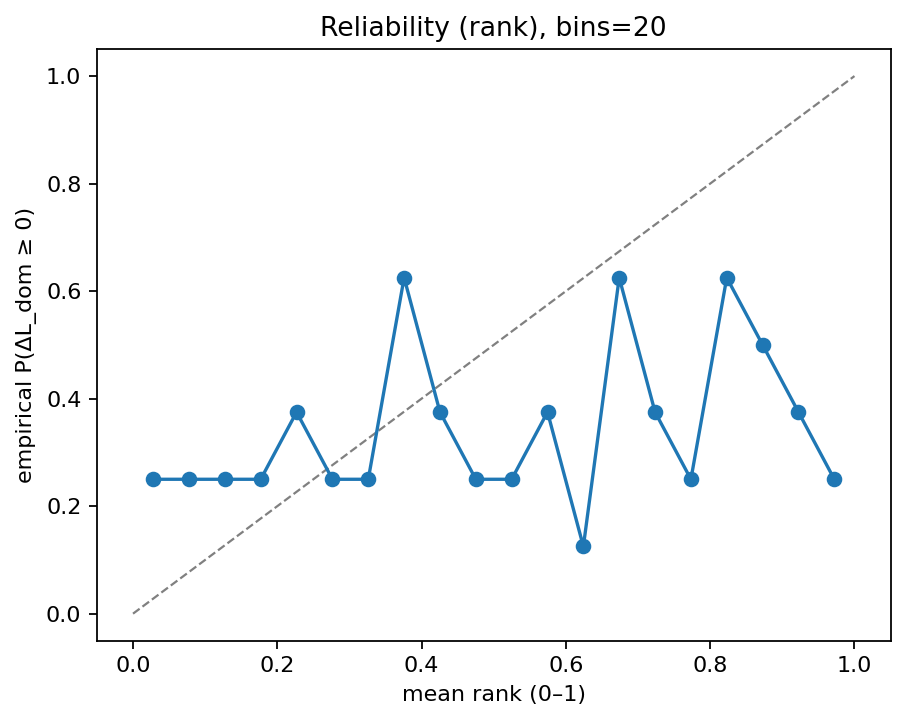 Reliability (rank), bins=20
empirical P(ΔL_dom ≥ 0)
1.0
0.8
0.6
0.4
0.2
0.0
0.0 0.2 0.4 0.6 0.8 1.0
mean rank (0–1)